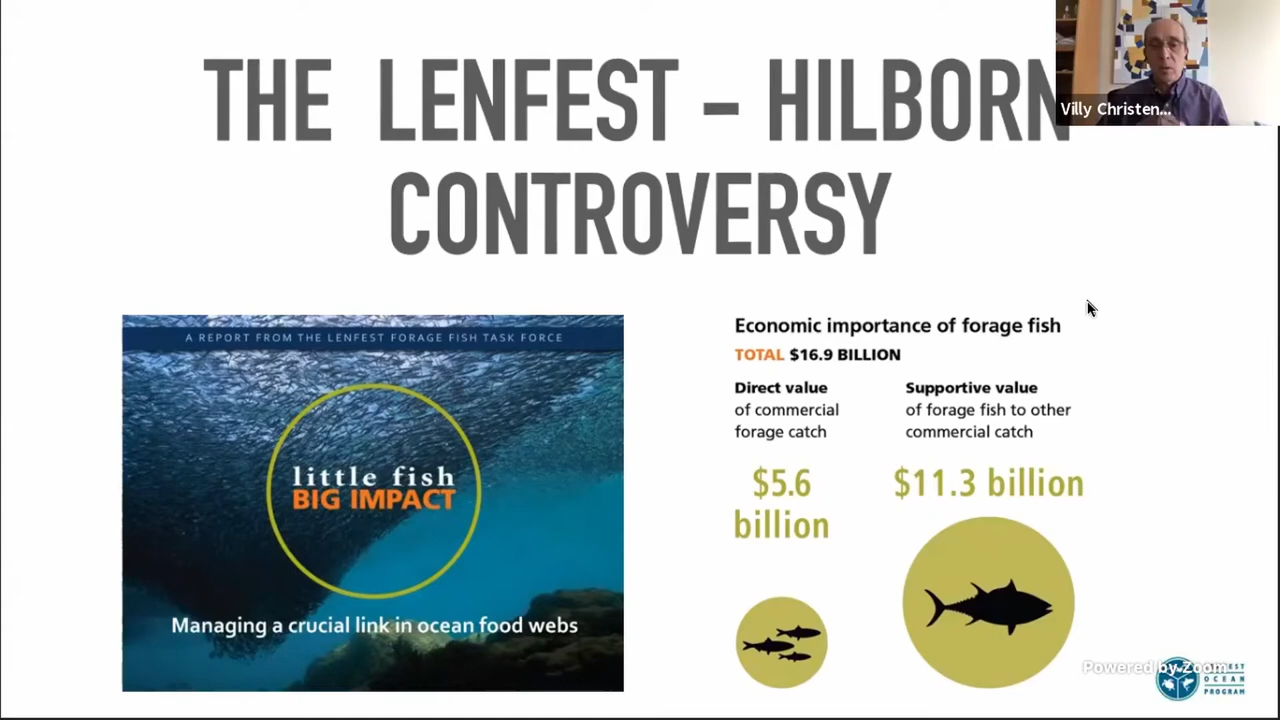 THE LENFEST – HILBORN
CONTROVERSY
Villy Christen...
A REPORT FROM THE LENFEST FORAGE FISH TASK FORCE
little fish
BIG IMPACT
Managing a crucial link in ocean food webs
Economic importance of forage fish
TOTAL $16.9 BILLION
Direct value
of commercial
forage catch
Supportive value
of forage fish to other
commercial catch
$5.6
billion
$11.3 billion
Powered by Zoom
OCEAN
PROGRAM